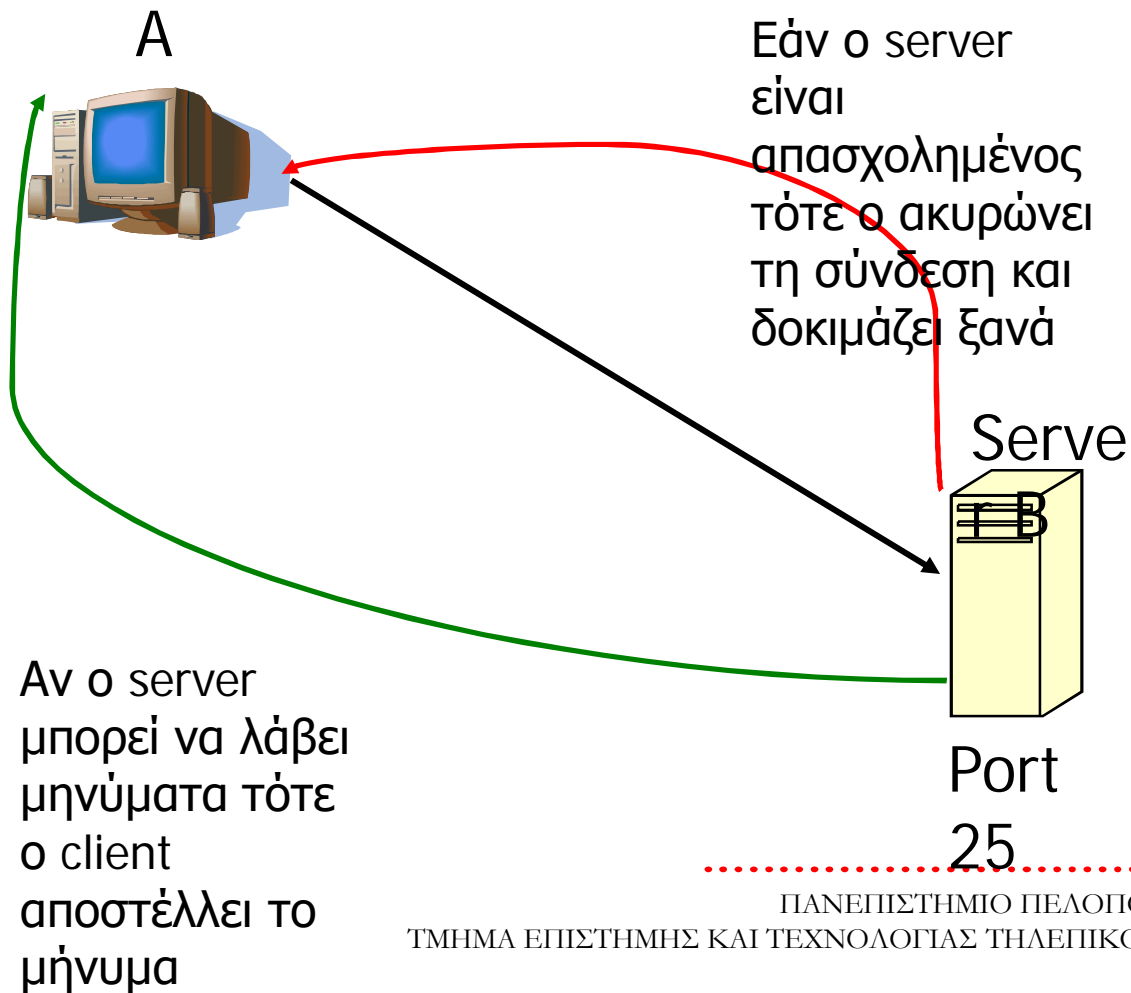 A
Εάν ο server
είναι
απασχολημένος
τότε ο ακυρώνει
τη σύνδεση και
δοκιμάζει ξανά
Serve
r B
Port
25
Αν ο server
μπορεί να λάβει
μηνύματα τότε
ο client
αποστέλλει το
μήνυμα
ΠΑΝΕΠΙΣΤΗΜΙΟ ΠΕΛΟΠΟ
ΤΜΗΜΑ ΕΠΙΣΤΗΜΗΣ ΚΑΙ ΤΕΧΝΟΛΟΓΙΑΣ ΤΗΛΕΠΙΚΟ